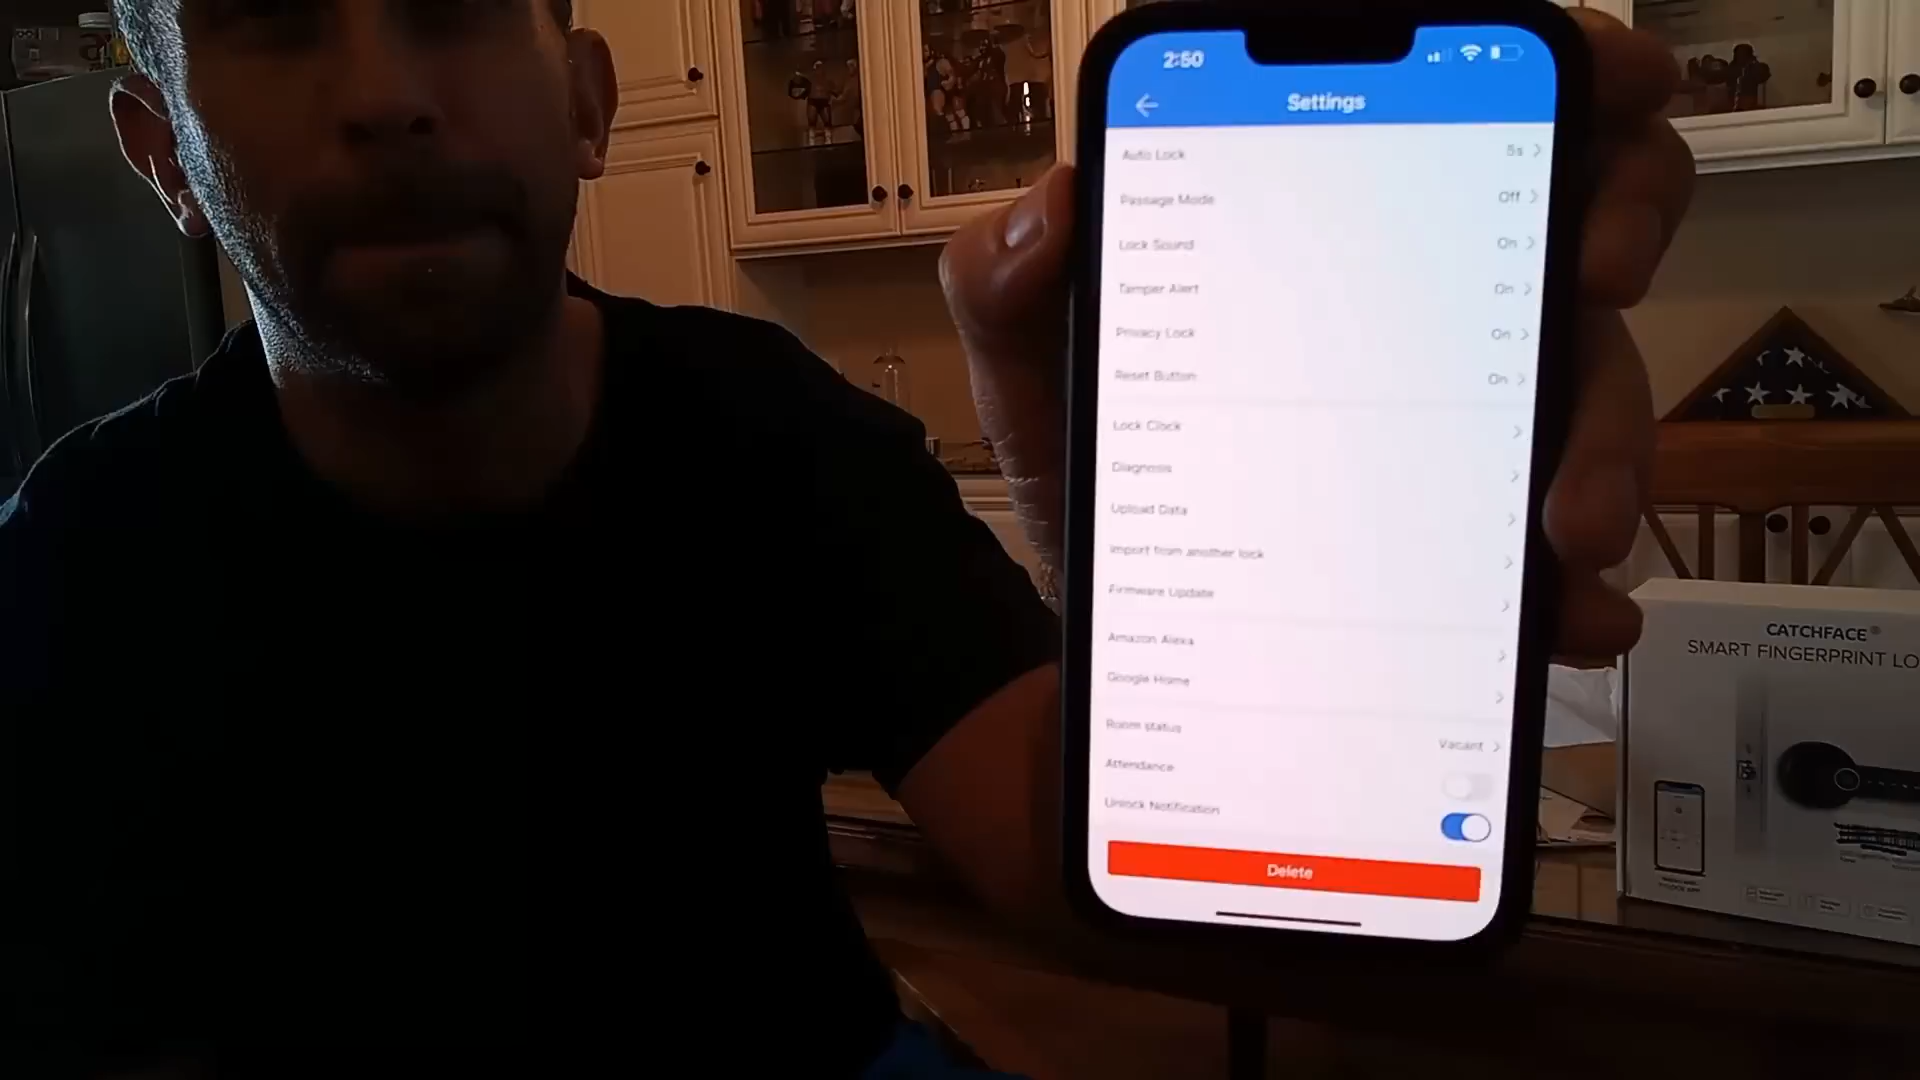 2:50
Settings
Auto Lock 5s
Passage Mode Off
Lock Sound On
Tamper Alert On
Privacy Lock On
Reset Button On
Lock Clock
Diagnosis
Upload Data
Import from another lock
Firmware Update
Amazon Alexa
Google Home
Room status Vacant
Attendance
Unlock Notification
Delete
CATCHFACE®
SMART FINGERPRINT LO